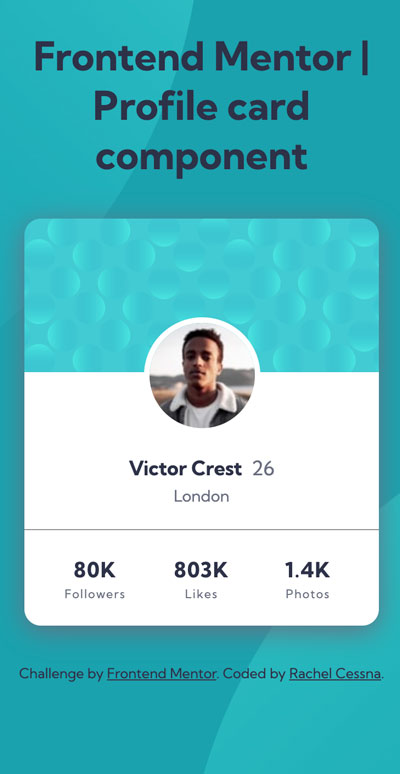 Frontend Mentor |
Profile card
component
Victor Crest 26
London
80K 803K 1.4K
Followers Likes Photos
Challenge by Frontend Mentor. Coded by Rachel Cessna.